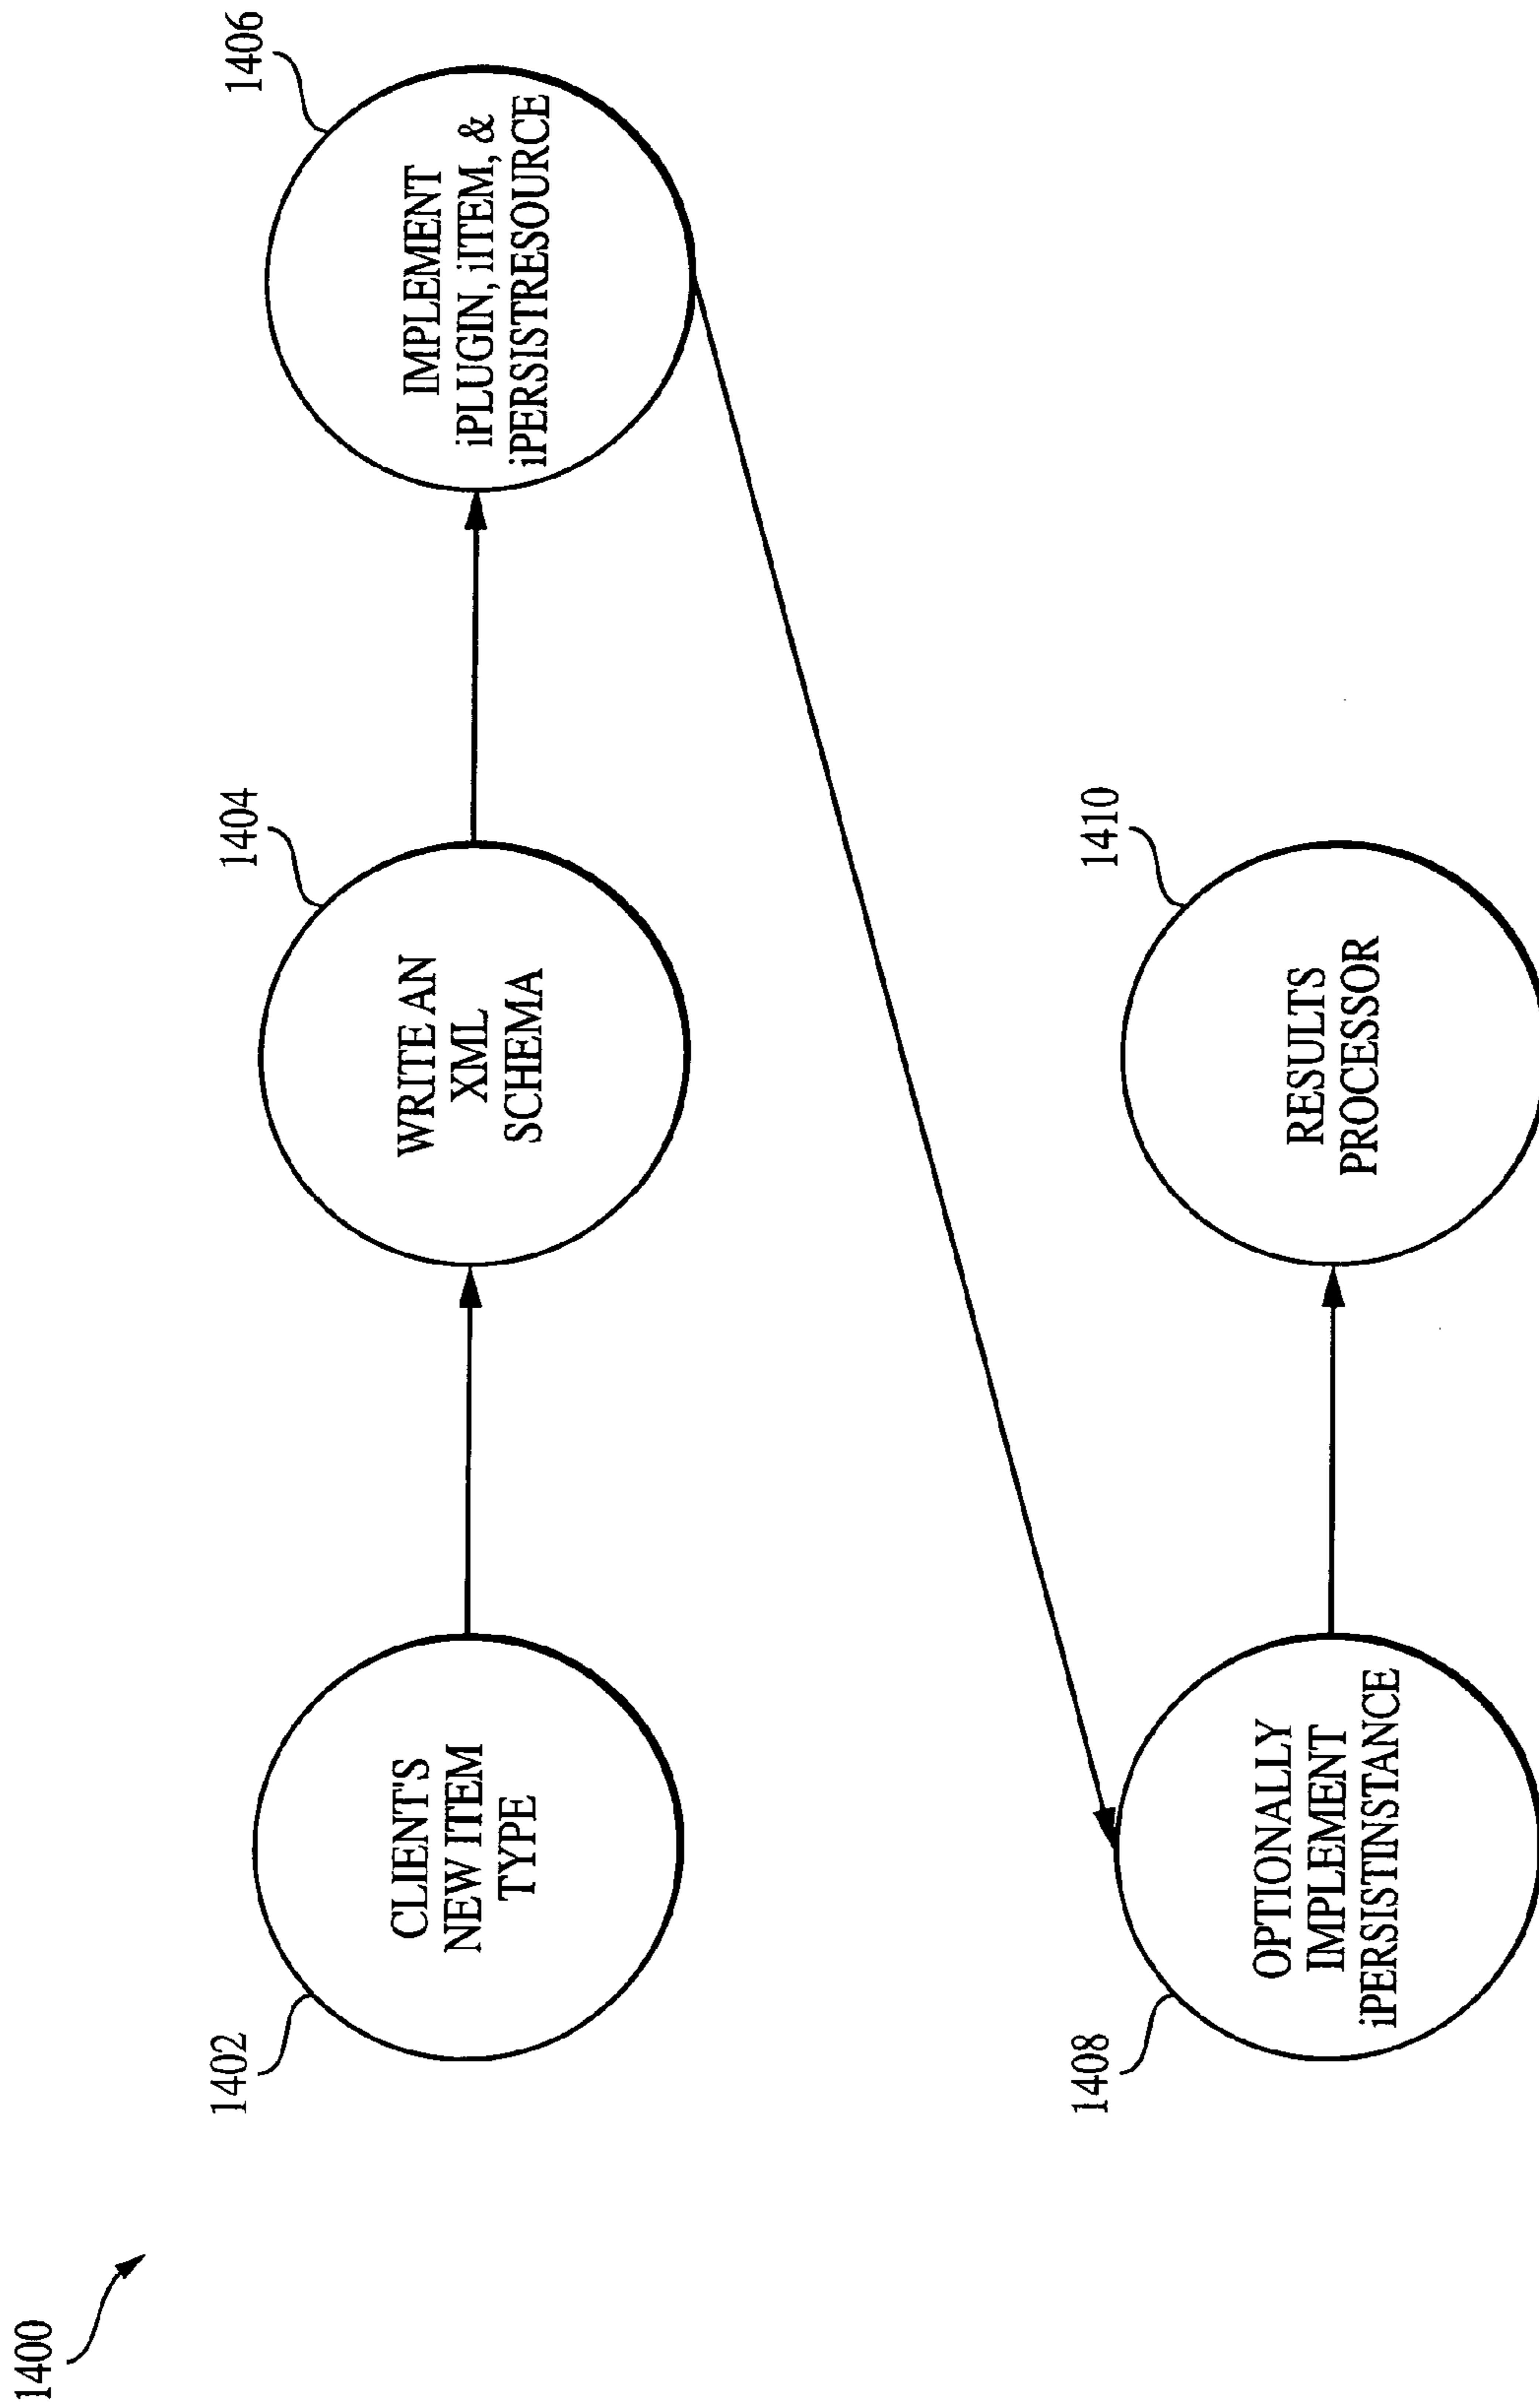 1400
1402
CLIENT'S
NEW ITEM
TYPE
1404
WRITE AN
XML
SCHEMA
1406
IMPLEMENT
iPLUGIN, iITEM, &
iPERSISTRESOURCE
1408
OPTIONALLY
IMPLEMENT
iPERSISTINSTANCE
1410
RESULTS
PROCESSOR